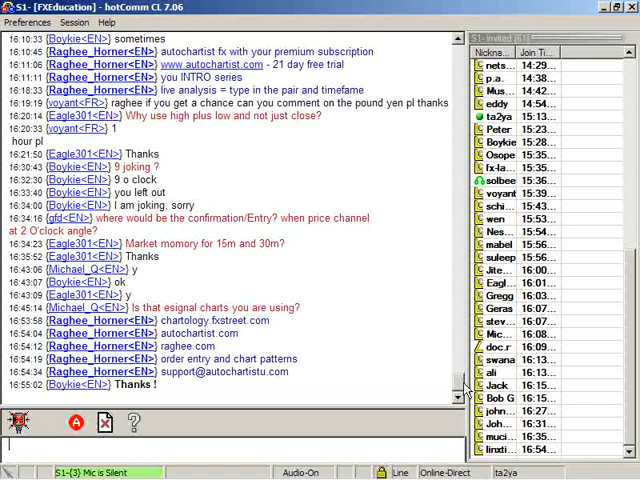 S1- [FXEducation] - hotComm CL 7.06
Preferences Session Help
16:10:33 {Boykie<EN>} sometimes
16:10:45 {Raghee_Horner<EN>} autochartist fx with your premium subscription
16:11:06 {Raghee_Horner<EN>} www.autochartist.com - 21 day free trial
16:11:11 {Raghee_Horner<EN>} you INTRO series
16:18:33 {Raghee_Horner<EN>} live analysis = type in the pair and timeframe
16:19:19 {voyant<FR>} raghee if you get a chance can you comment on the pound yen pl thanks
16:20:14 {Eagle301<EN>} Why use high plus low and not just close?
16:20:33 {voyant<FR>} 1
hour pl
16:21:50 {Eagle301<EN>} Thanks
16:30:43 {Boykie<EN>} 9 joking ?
16:32:30 {Boykie<EN>} 9 o clock
16:33:40 {Boykie<EN>} you left out
16:34:00 {Boykie<EN>} I am joking, sorry
16:34:16 {gfd<EN>} where would be the confirmation/Entry? when price channel
at 2 O'clock angle?
16:34:23 {Eagle301<EN>} Market momory for 15m and 30m?
16:35:52 {Eagle301<EN>} Thanks
16:43:06 {Michael_Q<EN>} y
16:43:07 {Boykie<EN>} ok
16:43:09 {Eagle301<EN>} y
16:45:14 {Michael_Q<EN>} Is that esignal charts you are using?
16:53:58 {Raghee_Horner<EN>} chartology.fxstreet.com
16:54:04 {Raghee_Horner<EN>} autochartist.com
16:54:19 {Raghee_Horner<EN>} raghee.com
16:54:19 {Raghee_Horner<EN>} order entry and chart patterns
16:54:34 {Raghee_Horner<EN>} support@autochartistu.com
16:55:02 {Boykie<EN>} Thanks !
S1- Invited
Nickna... Join Ti...
nets... 14:29...
p.a. 14:38...
Mus... 14:42...
eddy 14:54...
ta2ya 15:13...
Peter 15:23...
Boykie 15:28...
Osope 15:35...
fx-la... 15:35...
solbee 15:36...
voyant 15:39...
schi... 15:42...
wen 15:53...
Nes... 15:54...
mabel 15:56...
suleep 15:56...
Jite... 16:00...
Eagl... 16:01...
Gregg 16:03...
Geras 16:07...
stev... 16:07...
Mic... 16:08...
doc.r 16:09...
swana 16:13...
ali 16:13...
Jack 16:15...
Bob G 16:15...
john... 16:27...
Joh... 16:31...
muci... 16:35...
linxti... 16:54...
A
S1-{3} Mic is Silent
Audio-On
Line
Online-Direct
ta2ya